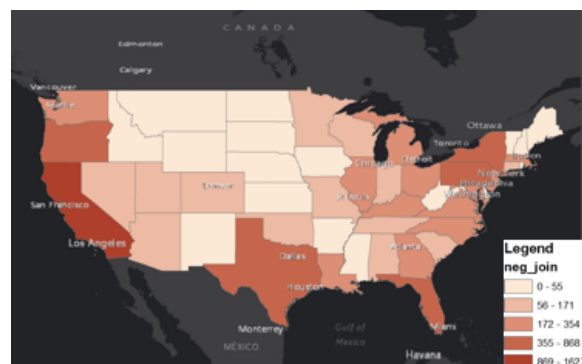 CANADA
Edmonton
Calgary
Vancouver
Seattle
Ottawa
Toronto
Boston
Chicago
Detroit
New York
Philadelphia
Washington
Denver
St Louis
San Francisco
Los Angeles
Atlanta
Dallas
Houston
Monterrey
Gulf of
Mexico
Miami
MÉXICO
Havana
Legend
neg_join
0 - 55
56 - 171
172 - 354
355 - 868
869 - 1627